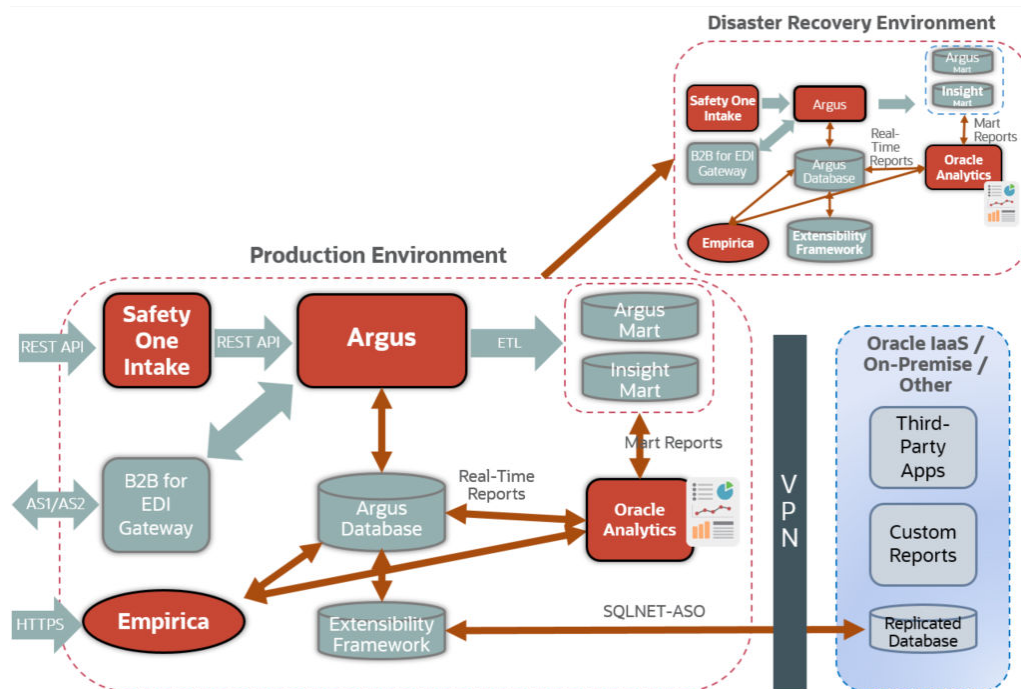 Disaster Recovery Environment
Argus
Mart
Insight
Mart
Safety One
Intake
Argus
Mart
Reports
Real-
Time
Reports
B2B for EDI
Gateway
Argus
Database
Oracle
Analytics
Empirica
Extensibility
Framework
Production Environment
REST API
Safety
One
Intake
REST API
Argus
ETL
Argus
Mart
Insight
Mart
Mart Reports
AS1/AS2
B2B for
EDI
Gateway
Real-Time
Reports
Argus
Database
Oracle
Analytics
HTTPS
Empirica
Extensibility
Framework
SQLNET-ASO
VPN
Oracle IaaS /
On-Premise /
Other
Third-
Party
Apps
Custom
Reports
Replicated
Database